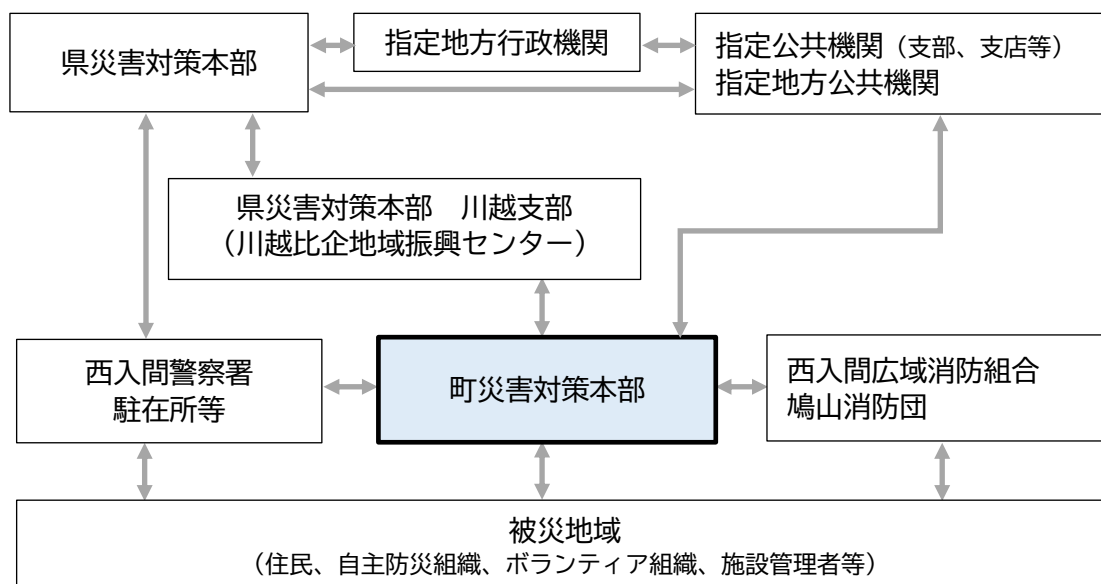 県災害対策本部
指定地方行政機関
指定公共機関（支部、支店等）
指定地方公共機関
県災害対策本部　川越支部
（川越比企地域振興センター）
西入間警察署
駐在所等
町災害対策本部
西入間広域消防組合
鳩山消防団
被災地域
（住民、自主防災組織、ボランティア組織、施設管理者等）